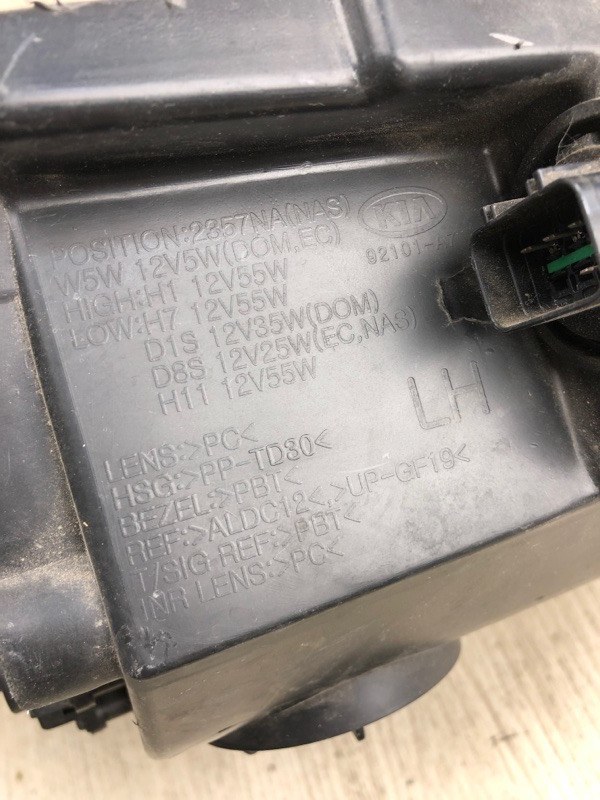 POSITION:2357NA(NAS)
W5W 12V5W(DOM,EC)
HIGH:H1 12V55W
LOW:H7 12V55W
D1S 12V35W(DOM)
D8S 12V25W(EC,NAS)
H11 12V55W
KIA
92101-
LH
LENS:>PC<
HSG:>PP-TD30<
BEZEL:>PBT<
REF:>ALDC12<,>UP-GF19<
T/SIG-REF:>PBT<
INR LENS:>PC<